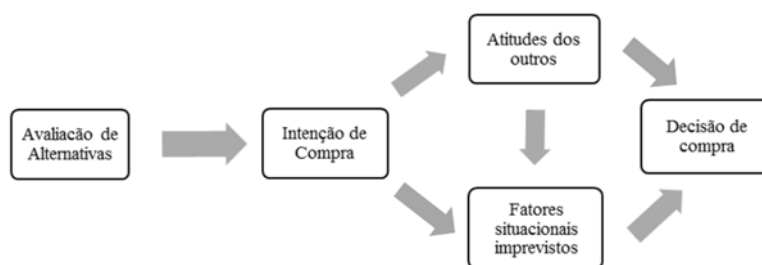 Avaliação de
Alternativas
Intenção de
Compra
Atitudes dos
outros
Fatores
situacionais
imprevistos
Decisão de
compra